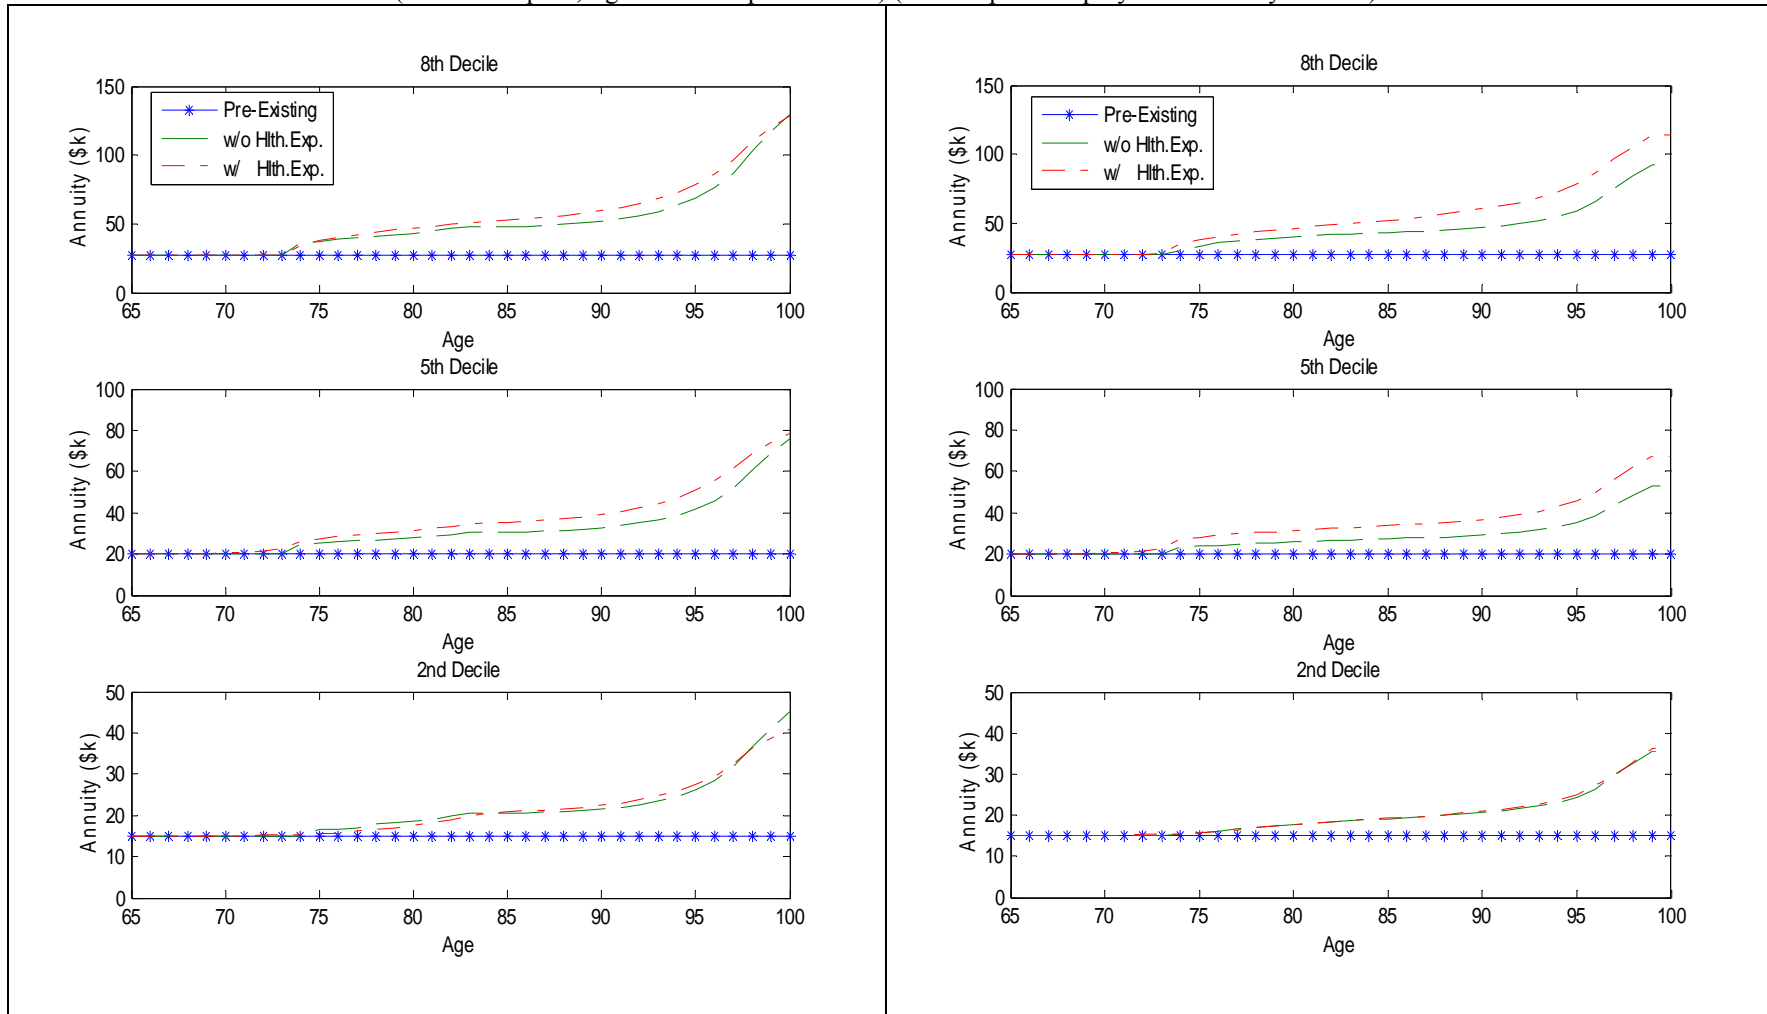 8th Decile
150
100
50
0
Annuity ($k)
Pre-Existing
w/o Hlth.Exp.
w/ Hlth.Exp.
65 70 75 80 85 90 95 100
Age
5th Decile
100
80
60
40
20
0
Annuity ($k)
65 70 75 80 85 90 95 100
Age
2nd Decile
50
40
30
20
10
0
Annuity ($k)
65 70 75 80 85 90 95 100
Age
8th Decile
150
100
50
0
Annuity ($k)
Pre-Existing
w/o Hlth.Exp.
w/ Hlth.Exp.
65 70 75 80 85 90 95 100
Age
5th Decile
100
80
60
40
20
0
Annuity ($k)
65 70 75 80 85 90 95 100
Age
2nd Decile
50
40
30
20
10
0
Annuity ($k)
65 70 75 80 85 90 95 100
Age